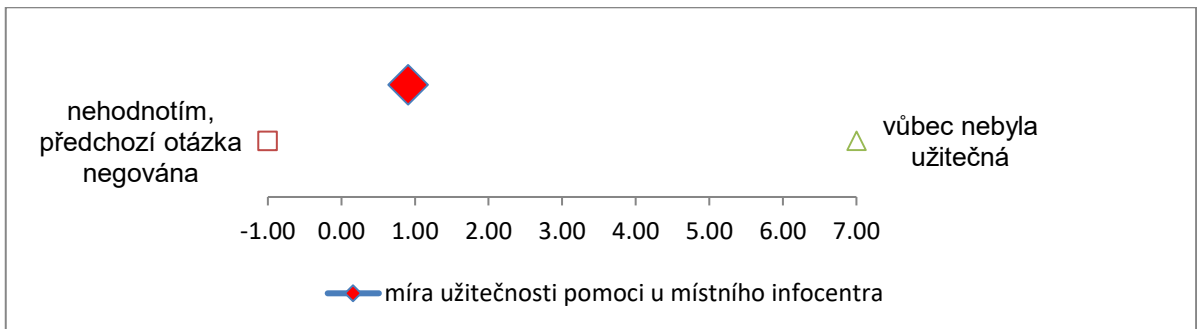 nehodnotím,
předchozí otázka
negována
vůbec nebyla
užitečná
-1.00 0.00 1.00 2.00 3.00 4.00 5.00 6.00 7.00
míra užitečnosti pomoci u místního infocentra